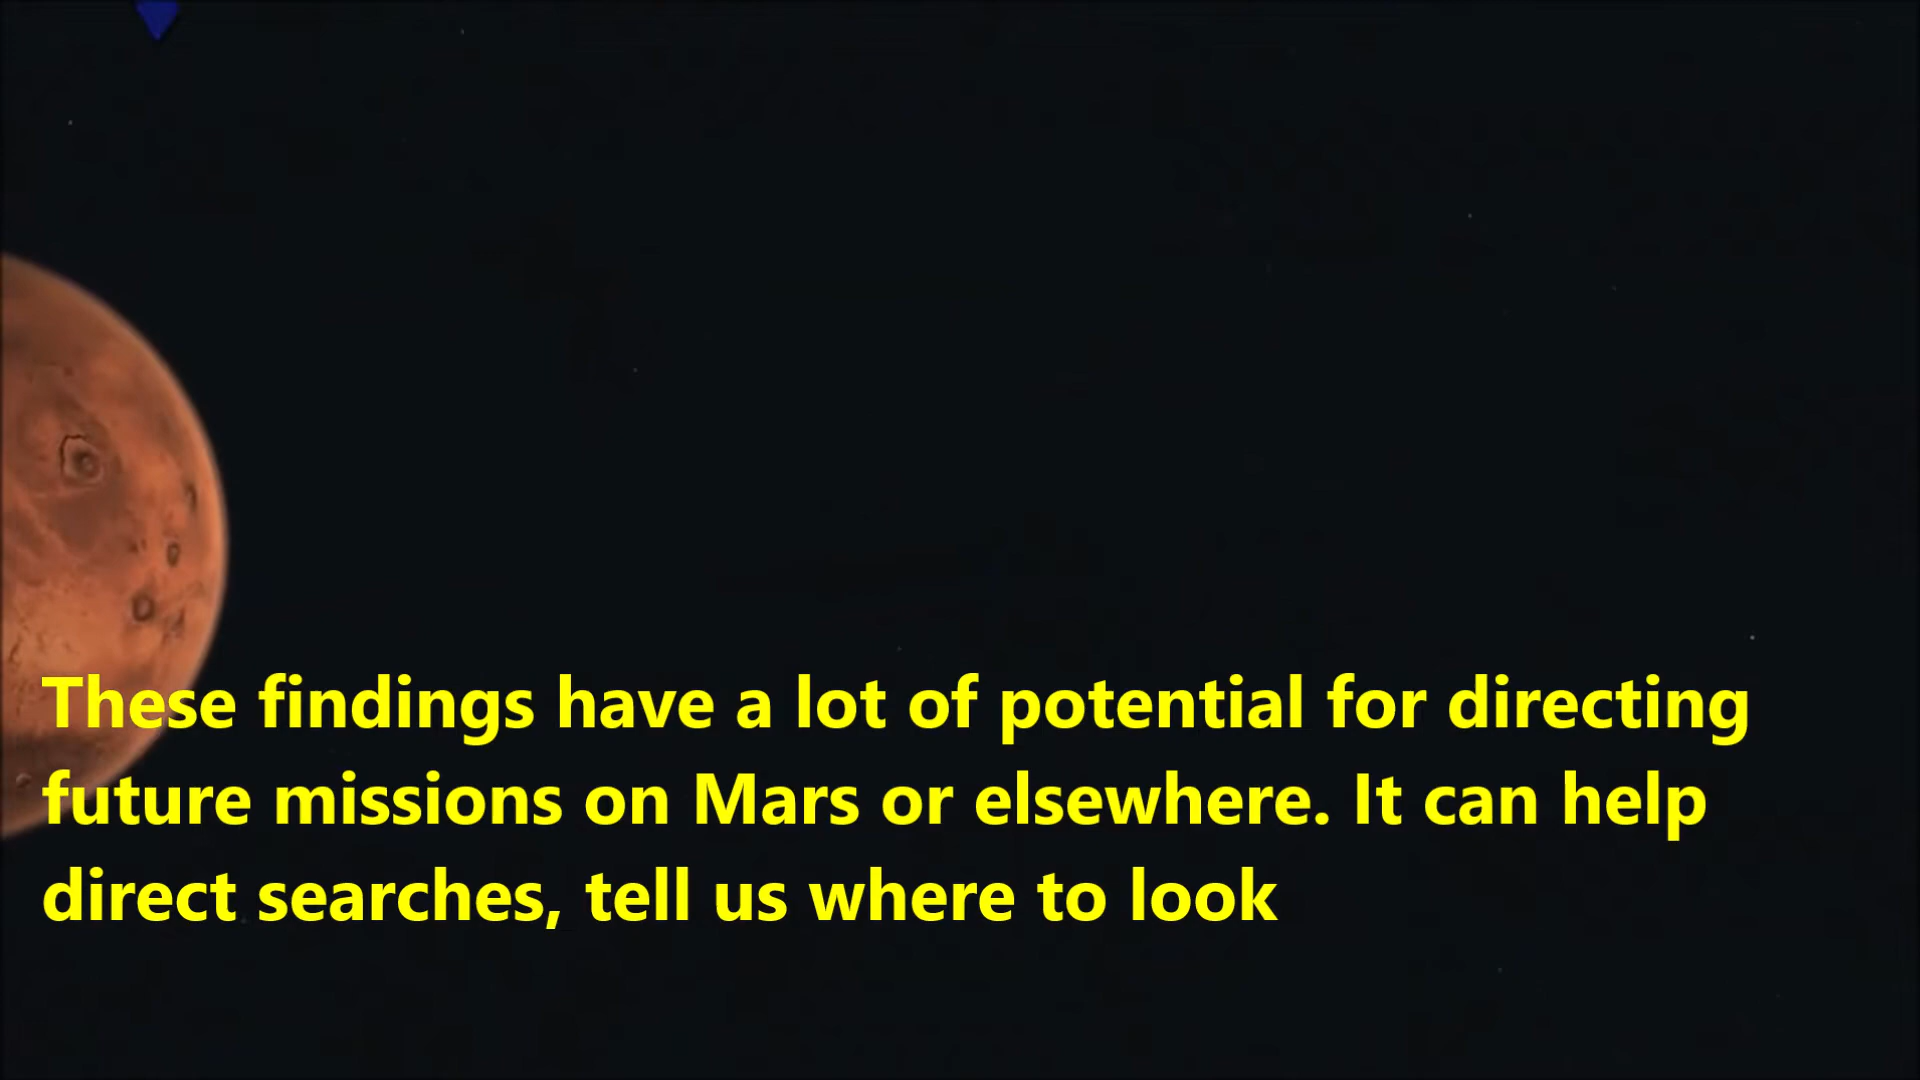 These findings have a lot of potential for directing
future missions on Mars or elsewhere. It can help
direct searches, tell us where to look